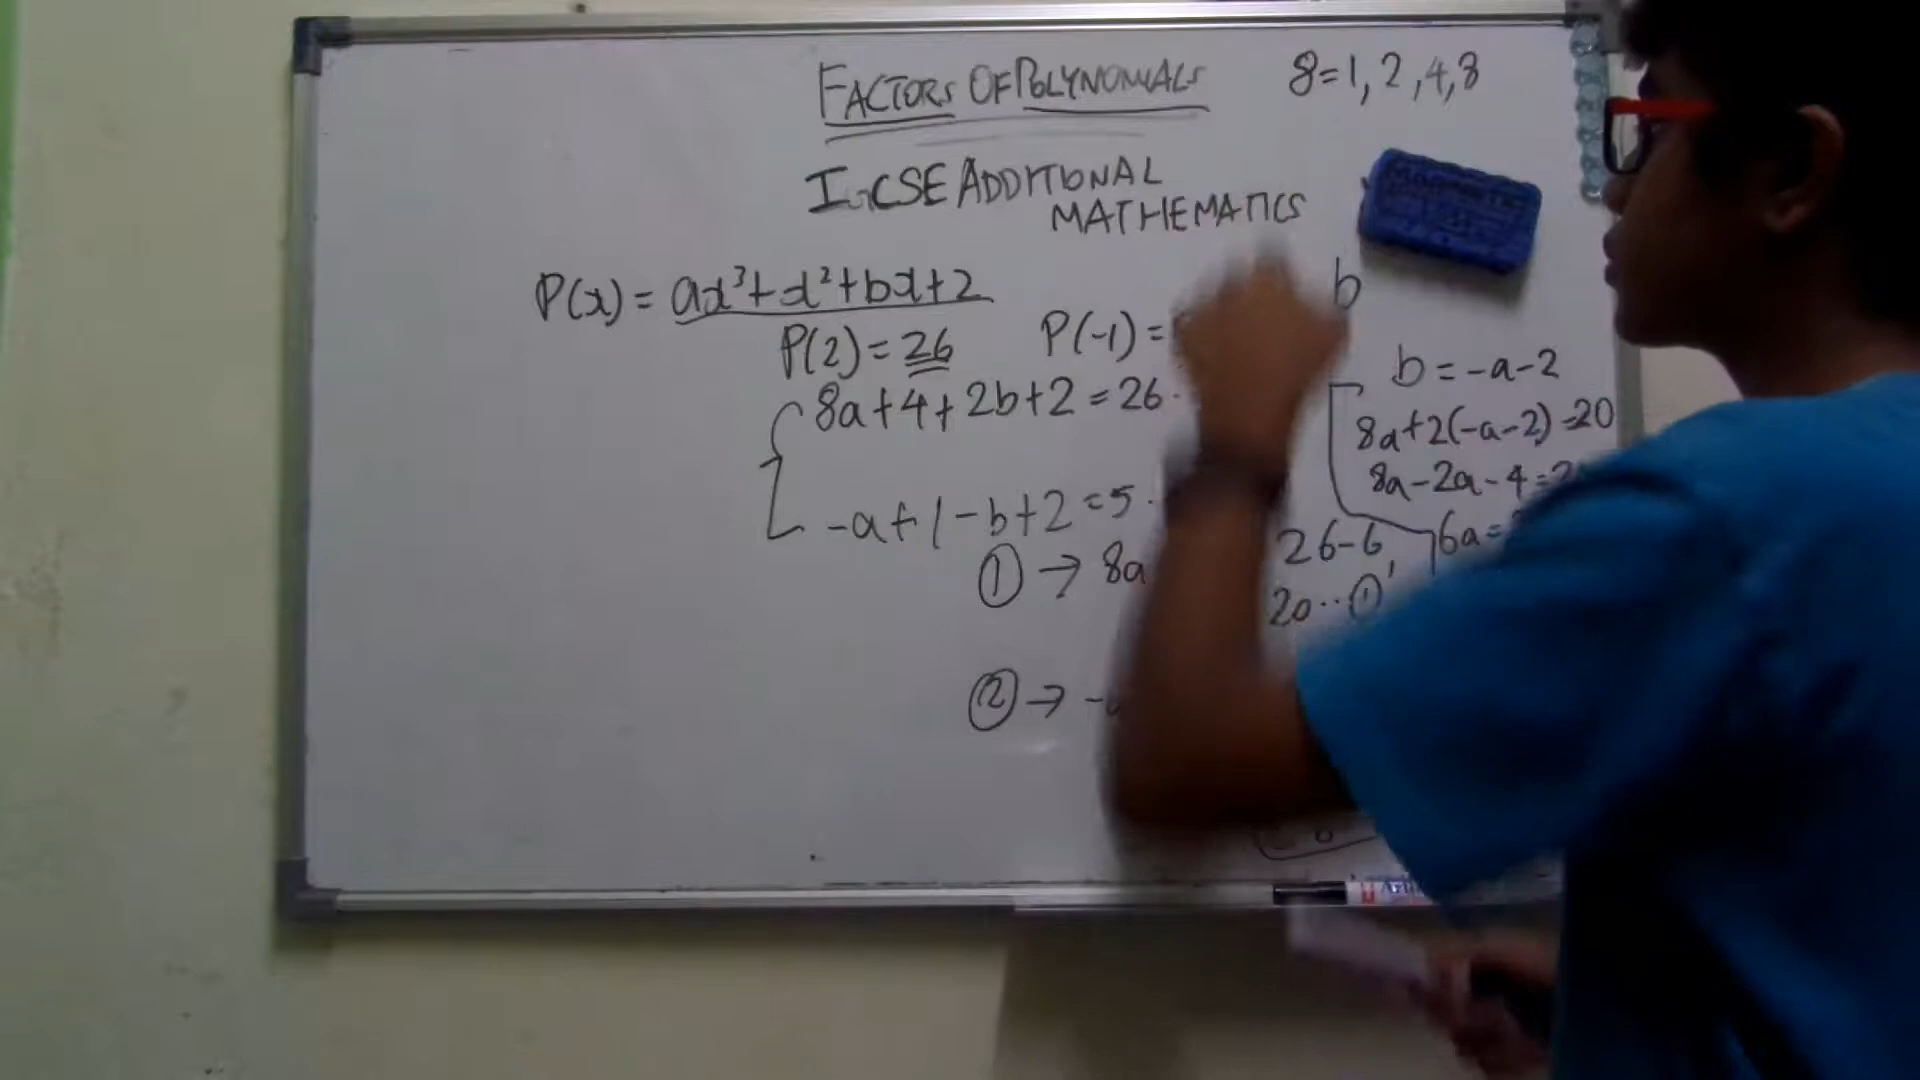 FACTORS OF POLYNOMIALS
8=1, 2, 4, 8
IGCSE ADDITIONAL
MATHEMATICS
P(x) = ax³+x²+bx+2
b
P(2) = 26
P(-1) =
b = -a-2
8a+4+2b+2 = 26
8a+2(-a-2)=20
8a-2a-4=
-a+1-b+2=5
26-6
6a=
① → 8a
20..①'
② → -